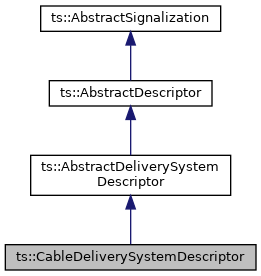 ts::AbstractSignalization
ts::AbstractDescriptor
ts::AbstractDeliverySystem
Descriptor
ts::CableDeliverySystemDescriptor